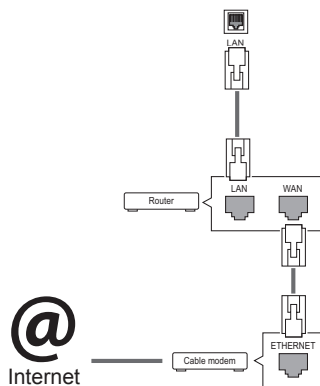 LAN
LAN WAN
Router
ETHERNET
Cable modem
@
Internet